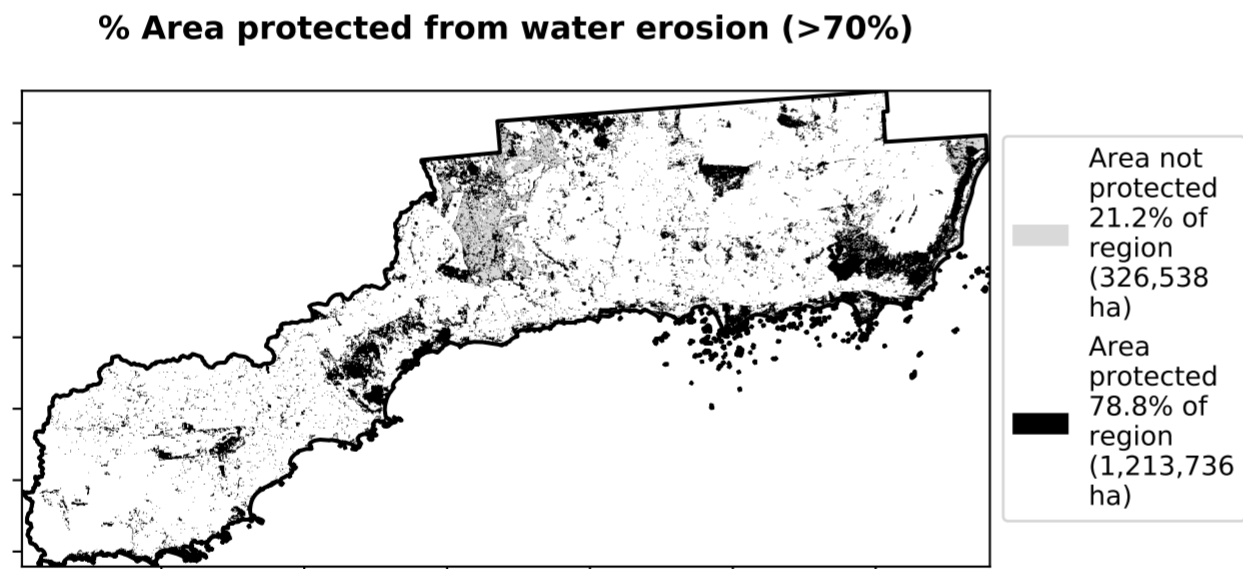 % Area protected from water erosion (>70%)
Area not
protected
21.2% of
region
(326,538
ha)
Area
protected
78.8% of
region
(1,213,736
ha)